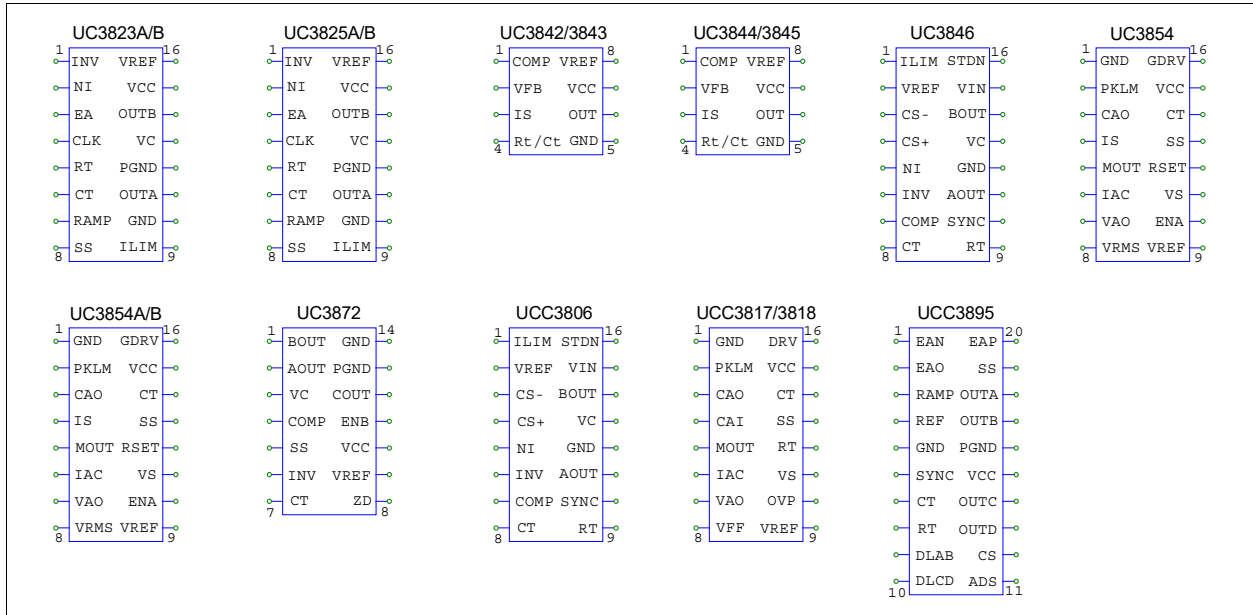 UC3823A/B
1 16
INV VREF
NI VCC
EA OUTB
CLK VC
RT PGND
CT OUTA
RAMP GND
SS ILIM
8 9
UC3825A/B
1 16
INV VREF
NI VCC
EA OUTB
CLK VC
RT PGND
CT OUTA
RAMP GND
SS ILIM
8 9
UC3842/3843
1 8
COMP VREF
VFB VCC
IS OUT
Rt/Ct GND
4 5
UC3844/3845
1 8
COMP VREF
VFB VCC
IS OUT
Rt/Ct GND
4 5
UC3846
1 16
ILIM STDN
VREF VIN
CS- BOUT
CS+ VC
NI GND
INV AOUT
COMP SYNC
CT RT
8 9
UC3854
1 16
GND GDRV
PKLM VCC
CAO CT
IS SS
MOUT RSET
IAC VS
VAO ENA
VRMS VREF
8 9
UC3854A/B
1 16
GND GDRV
PKLM VCC
CAO CT
IS SS
MOUT RSET
IAC VS
VAO ENA
VRMS VREF
8 9
UC3872
1 14
BOUT GND
AOUT PGND
VC COUT
COMP ENB
SS VCC
INV VREF
CT ZD
7 8
UCC3806
1 16
ILIM STDN
VREF VIN
CS- BOUT
CS+ VC
NI GND
INV AOUT
COMP SYNC
CT RT
8 9
UCC3817/3818
1 16
GND DRV
PKLM VCC
CAO CT
CAI SS
MOUT RT
IAC VS
VAO OVP
VFF VREF
8 9
UCC3895
1 20
EAN EAP
EAO SS
RAMP OUTA
REF OUTB
GND PGND
SYNC VCC
CT OUTC
RT OUTD
DLAB CS
DLCD ADS
10 11